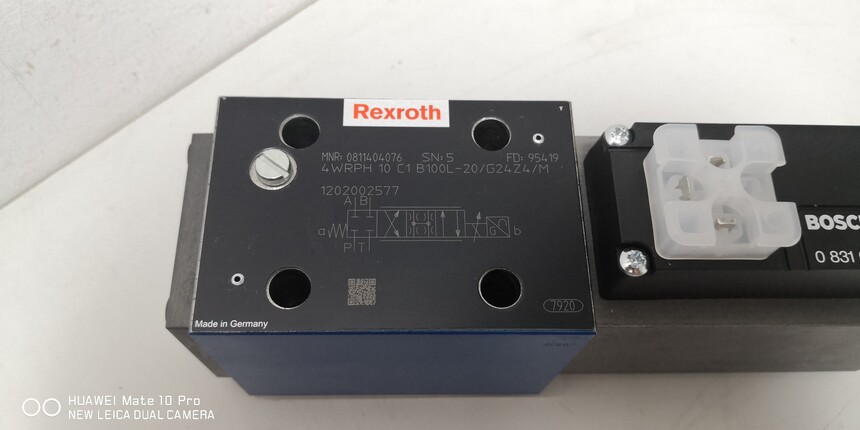 Rexroth
MNR: 0811404076 SN: 5 FD: 95419
4WRPH 10 C1 B100L-20/G24Z4/M
1202002577
A B
a
G
b
P T
7920
Made in Germany
BOSCH
0 831
HUAWEI Mate 10 Pro
NEW LEICA DUAL CAMERA